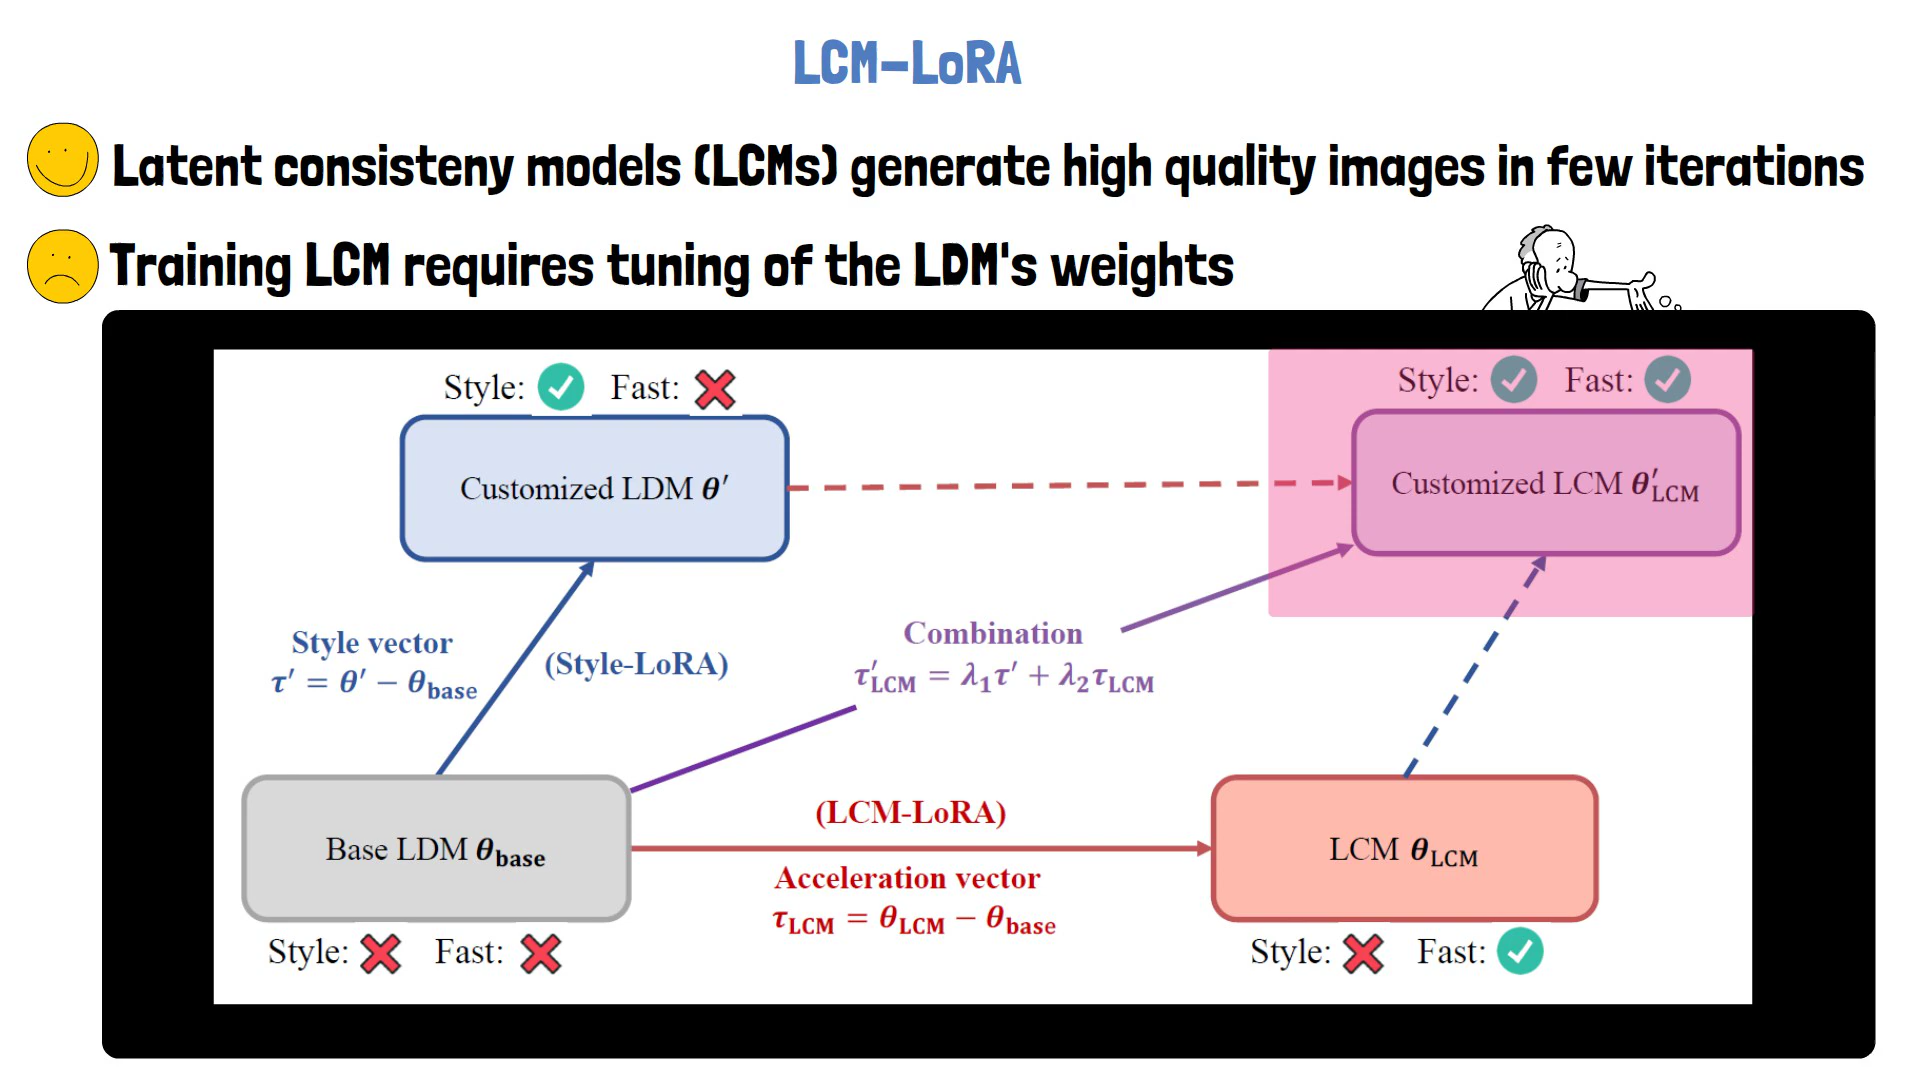 LCM-LoRA
Latent consisteny models (LCMs) generate high quality images in few iterations
Training LCM requires tuning of the LDM's weights
Style: Fast:
Style: Fast:
Customized LDM θ′
Customized LCM θ′LCM
Style vector
τ′ = θ′ − θbase
(Style-LoRA)
Combination
τ′LCM = λ1τ′ + λ2τLCM
(LCM-LoRA)
Base LDM θbase
LCM θLCM
Acceleration vector
τLCM = θLCM − θbase
Style: Fast:
Style: Fast: